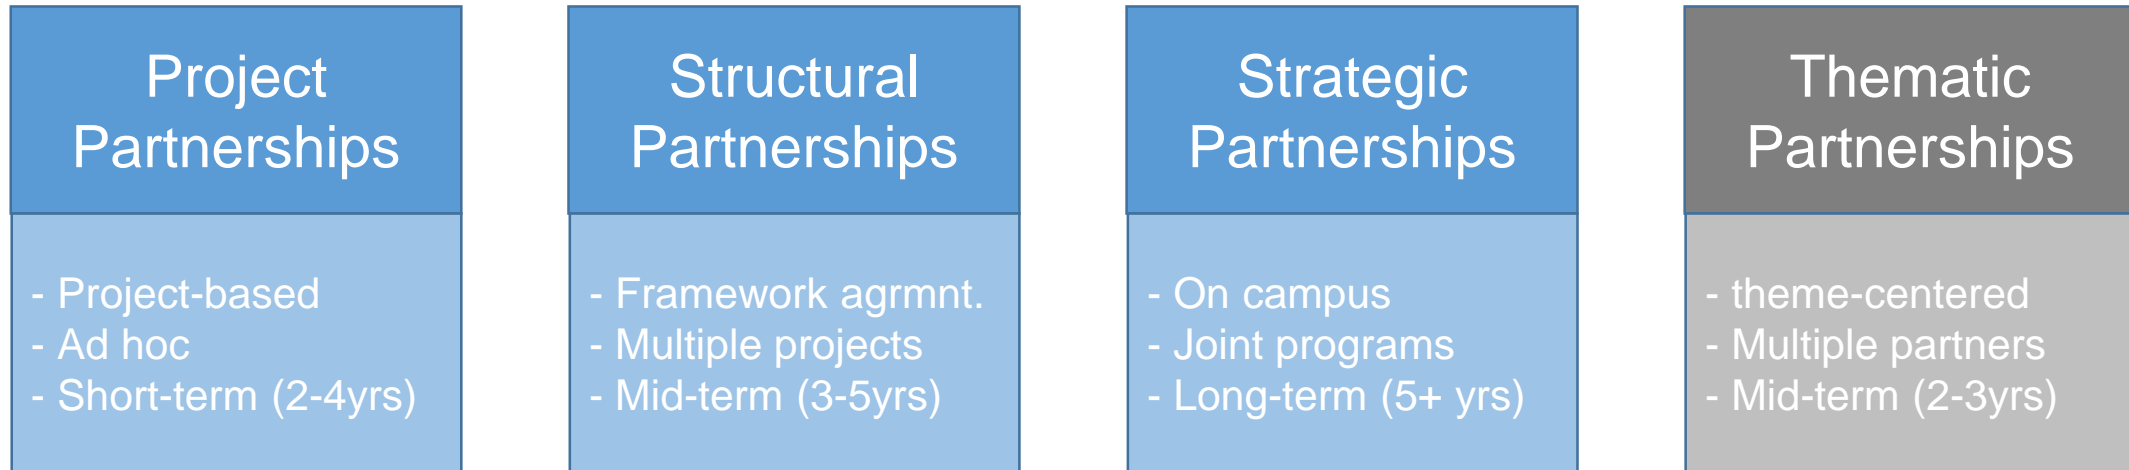 Project
Partnerships
- Project-based
- Ad hoc
- Short-term (2-4yrs)
Structural
Partnerships
- Framework agrmnt.
- Multiple projects
- Mid-term (3-5yrs)
Strategic
Partnerships
- On campus
- Joint programs
- Long-term (5+ yrs)
Thematic
Partnerships
- theme-centered
- Multiple partners
- Mid-term (2-3yrs)